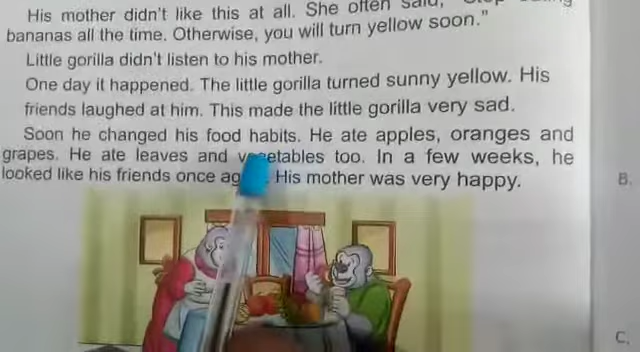 His mother didn't like this at all. She often said,
bananas all the time. Otherwise, you will turn yellow soon."
Little gorilla didn't listen to his mother.
One day it happened. The little gorilla turned sunny yellow. His
friends laughed at him. This made the little gorilla very sad.
Soon he changed his food habits. He ate apples, oranges and
grapes. He ate leaves and vegetables too. In a few weeks, he
looked like his friends once ag . His mother was very happy.
B.
C.